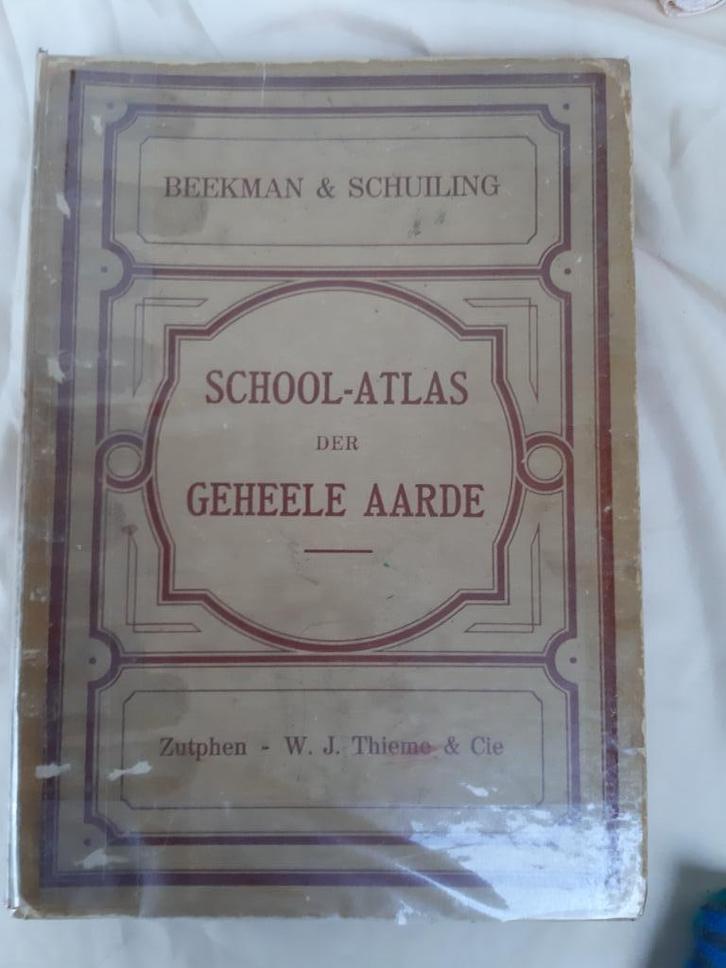 BEEKMAN & SCHUILING
SCHOOL-ATLAS
DER
GEHEELE AARDE
Zutphen - W. J. Thieme & Cie